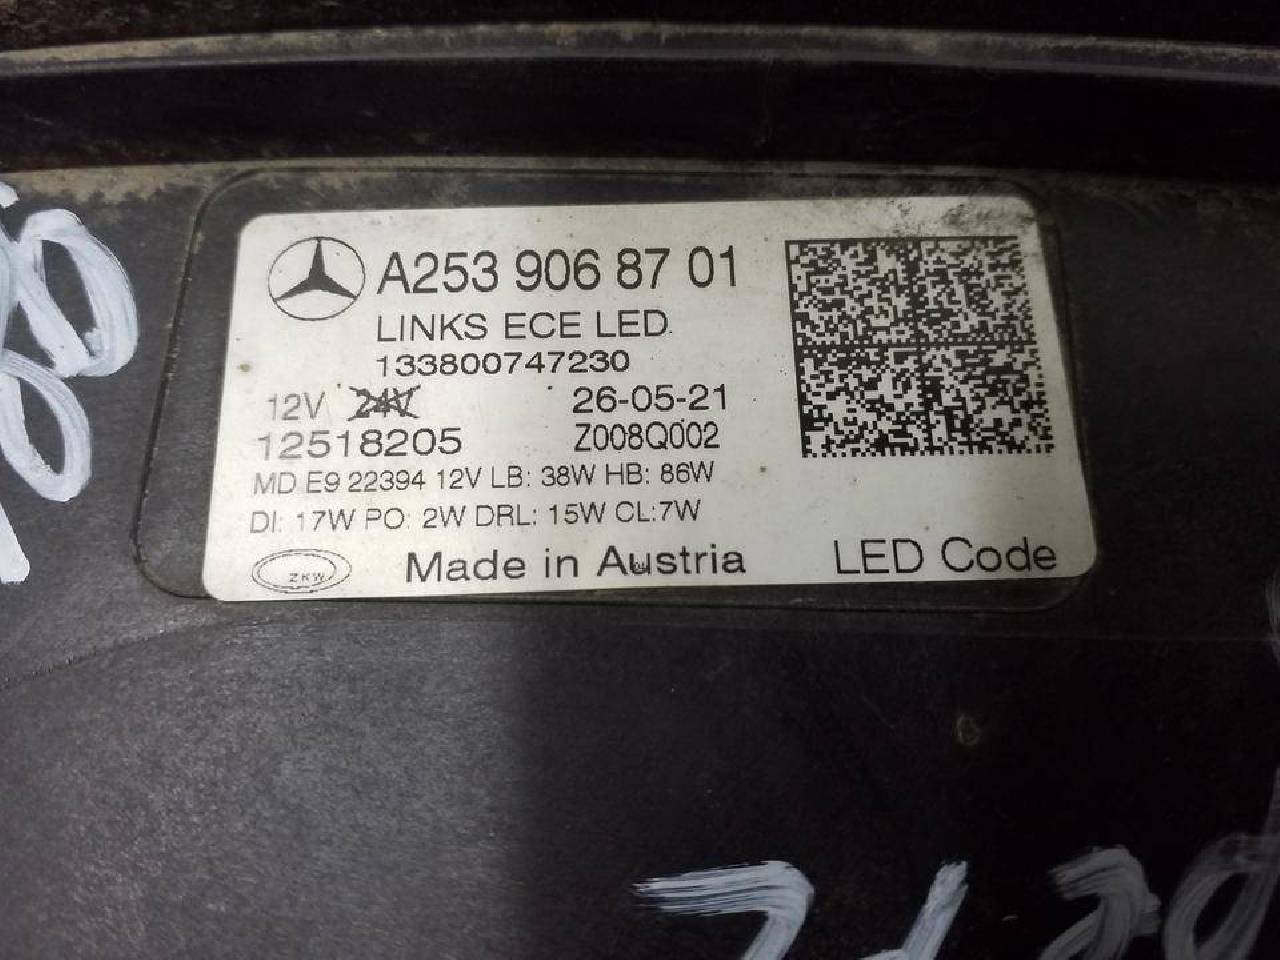 A253 906 87 01
LINKS ECE LED
133800747230
12V 24V 26-05-21
12518205 Z008Q002
MD E9 22394 12V LB: 38W HB: 86W
DI: 17W PO: 2W DRL: 15W CL:7W
ZKW Made in Austria LED Code